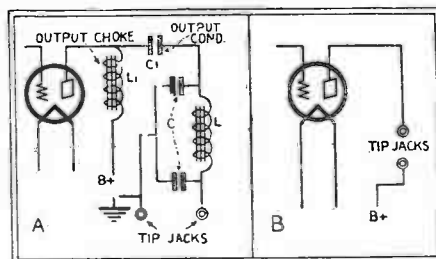 OUTPUT CHOKE
OUTPUT
COND.
C1
L1
C
L
B+
A
TIP JACKS
TIP JACKS
B+
B